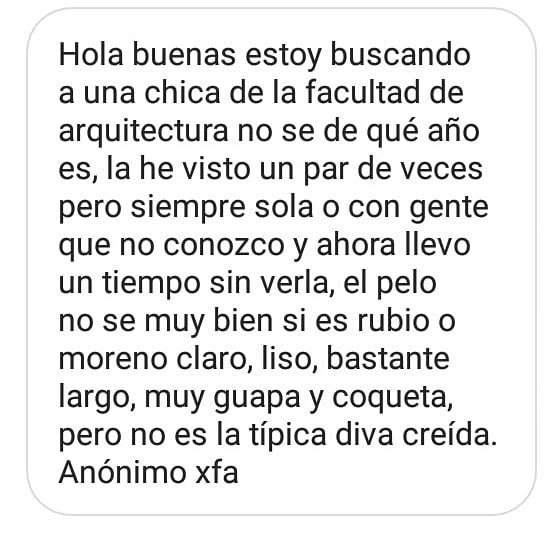 Hola buenas estoy buscando
a una chica de la facultad de
arquitectura no se de qué año
es, la he visto un par de veces
pero siempre sola o con gente
que no conozco y ahora llevo
un tiempo sin verla, el pelo
no se muy bien si es rubio o
moreno claro, liso, bastante
largo, muy guapa y coqueta,
pero no es la típica diva creída.
Anónimo xfa